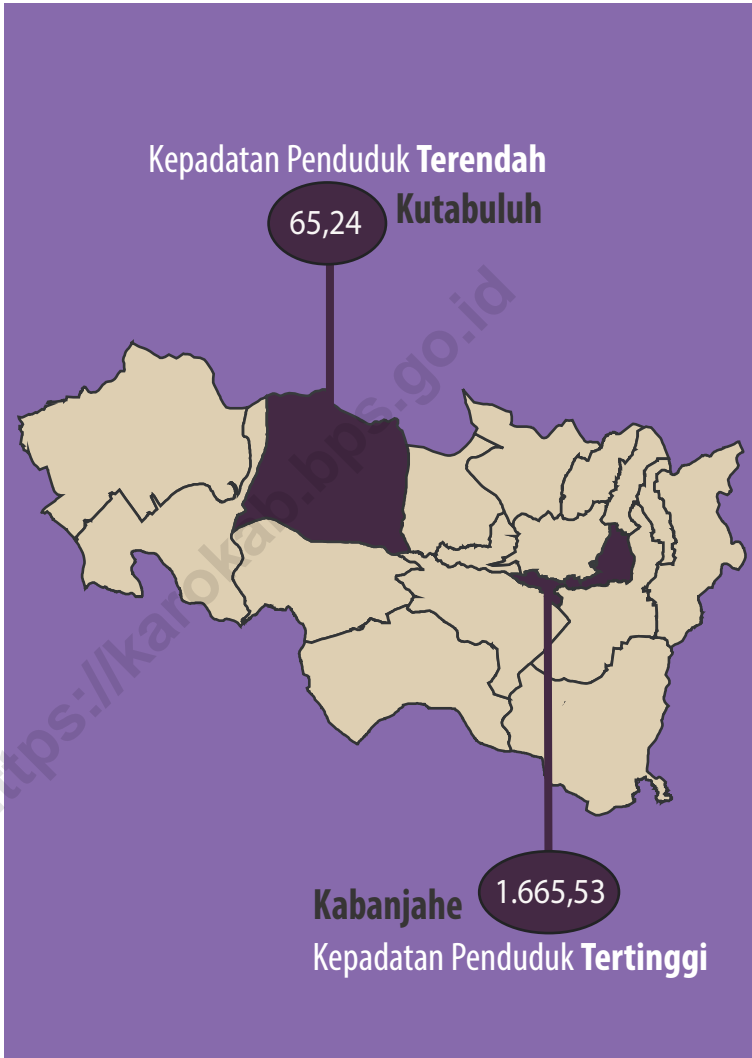 Kepadatan Penduduk Terendah
65,24 Kutabuluh
https://karokab.bps.go.id
Kabanjahe 1.665,53
Kepadatan Penduduk Tertinggi